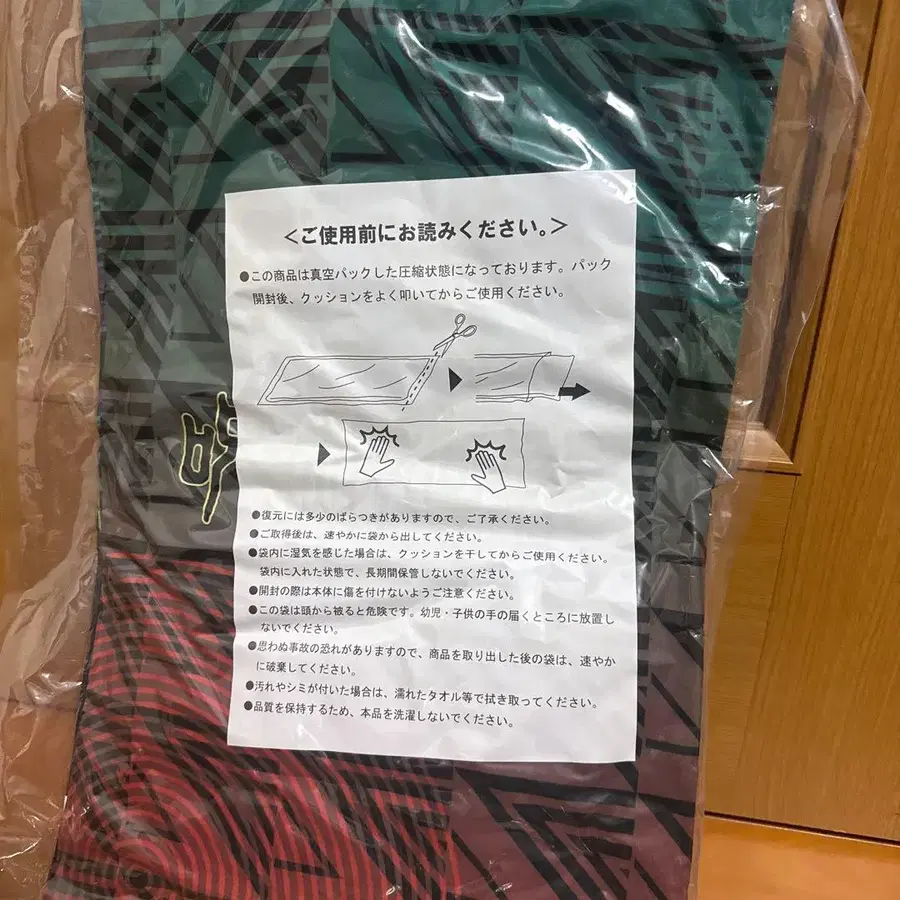 ＜ご使用前にお読みください。＞
●この商品は真空パックした圧縮状態になっております。パック
開封後、クッションをよく叩いてからご使用ください。
●復元には多少のばらつきがありますので、ご了承ください。
●ご取得後は、速やかに袋から出してください。
●袋内に湿気を感じた場合は、クッションを干してからご使用ください。
袋内に入れた状態で、長期間保管しないでください。
●開封の際は本体に傷を付けないようご注意ください。
●この袋は頭から被ると危険です。幼児・子供の手の届くところに放置し
ないでください。
●思わぬ事故の恐れがありますので、商品を取り出した後の袋は、速やか
に破棄してください。
●汚れやシミが付いた場合は、濡れたタオル等で拭き取ってください。
●品質を保持するため、本品を洗濯しないでください。